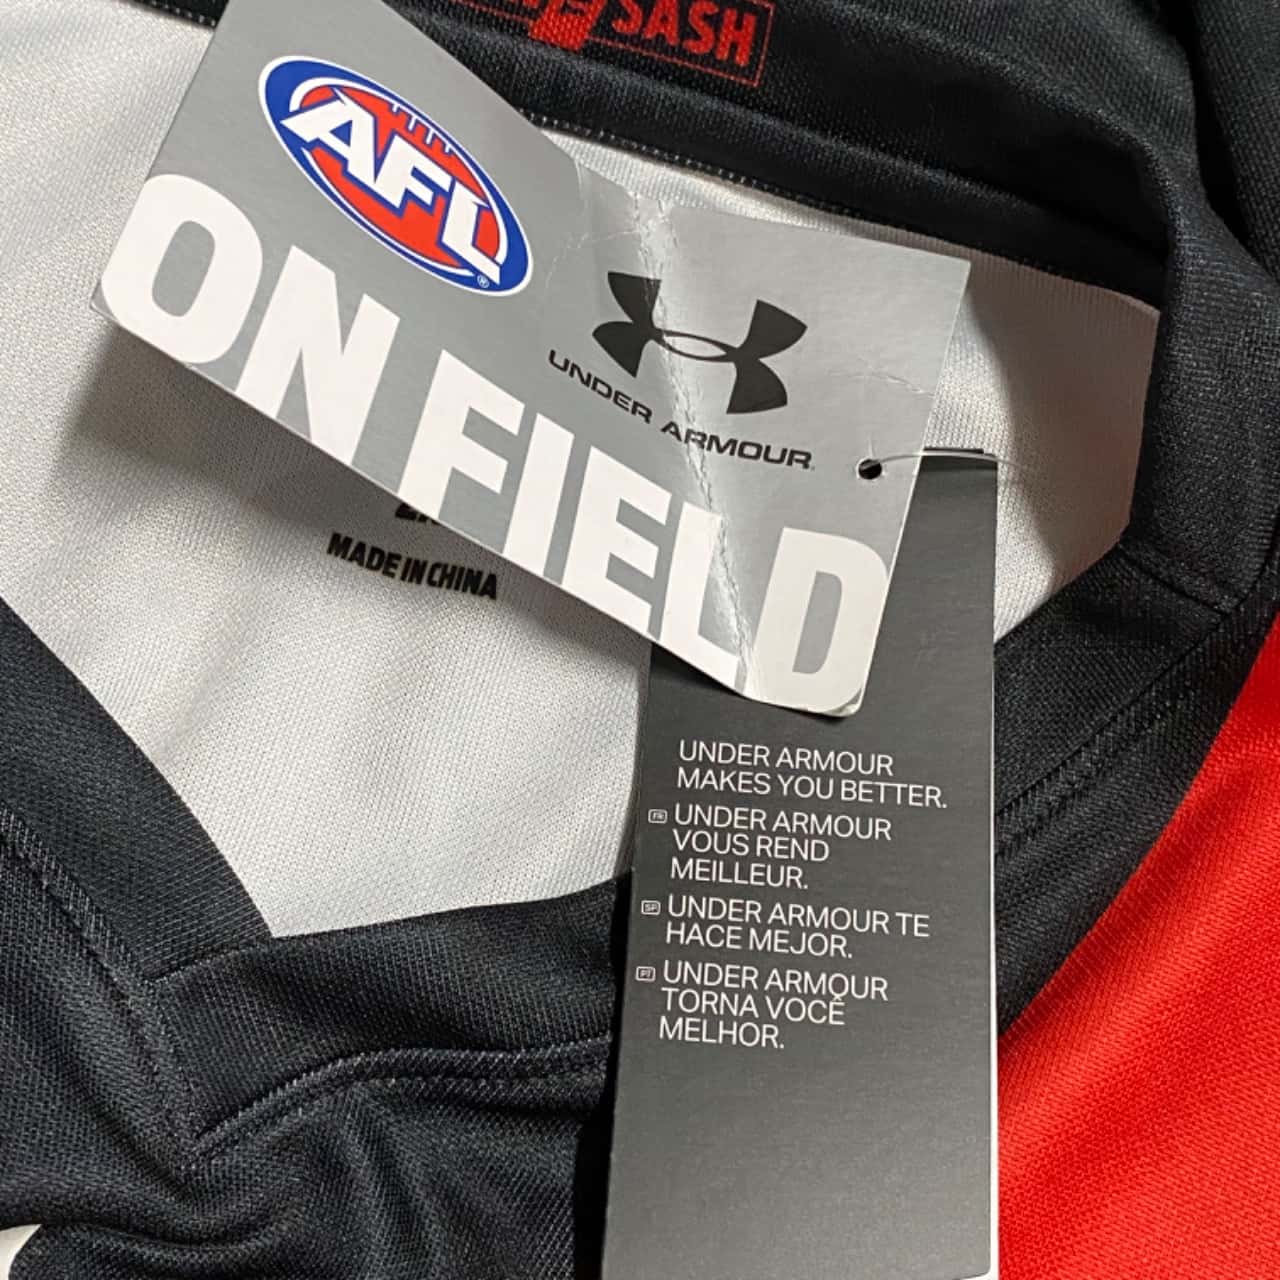 SASH
AFL
®
ON FIELD
UNDER ARMOUR
MADE IN CHINA
UNDER ARMOUR
MAKES YOU BETTER.
FR UNDER ARMOUR
VOUS REND
MEILLEUR.
SP UNDER ARMOUR TE
HACE MEJOR.
PT UNDER ARMOUR
TORNA VOCÊ
MELHOR.